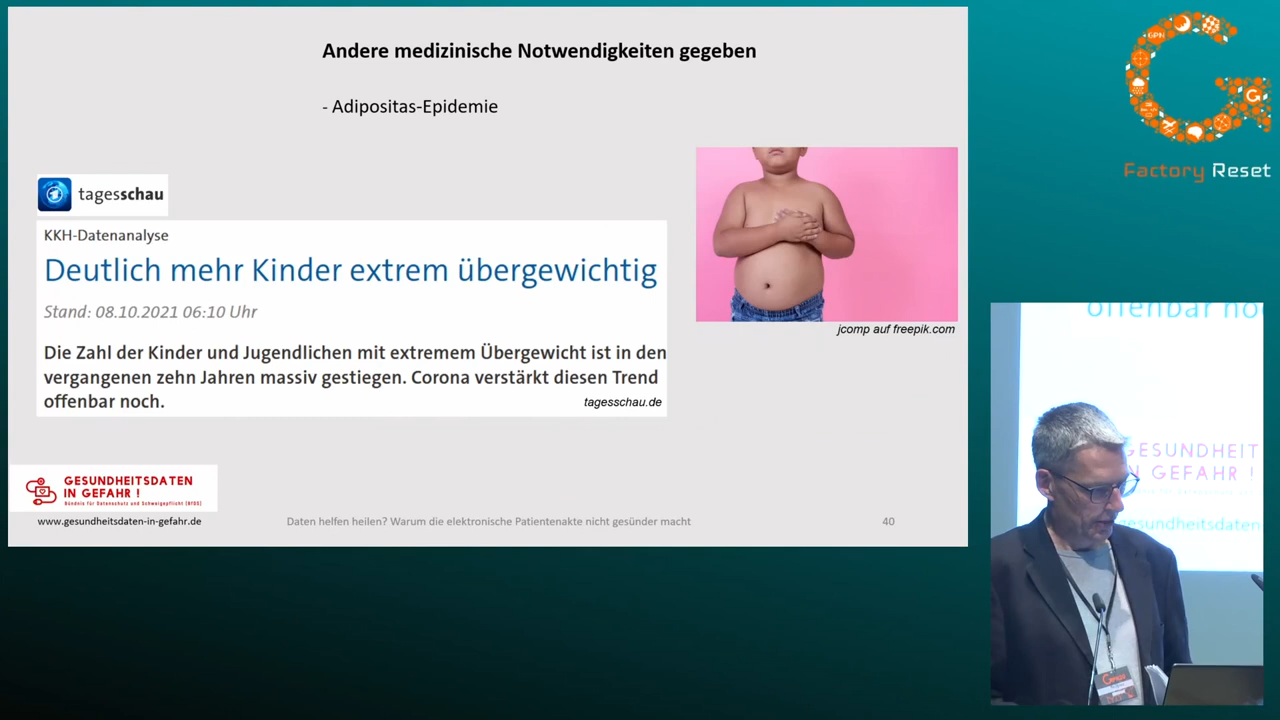 Andere medizinische Notwendigkeiten gegeben
- Adipositas-Epidemie
tagesschau
KKH-Datenanalyse
Deutlich mehr Kinder extrem übergewichtig
Stand: 08.10.2021 06:10 Uhr
Die Zahl der Kinder und Jugendlichen mit extremem Übergewicht ist in den
vergangenen zehn Jahren massiv gestiegen. Corona verstärkt diesen Trend
offenbar noch.
tagesschau.de
jcomp auf freepik.com
GESUNDHEITSDATEN
IN GEFAHR !
Bündnis für Datenschutz und Schweigepflicht (BfDS)
www.gesundheitsdaten-in-gefahr.de
Daten helfen heilen? Warum die elektronische Patientenakte nicht gesünder macht
40
GPN
Factory Reset
offenbar no
GESUNDHEIT
N GEFAHR !
gesundheitsdaten